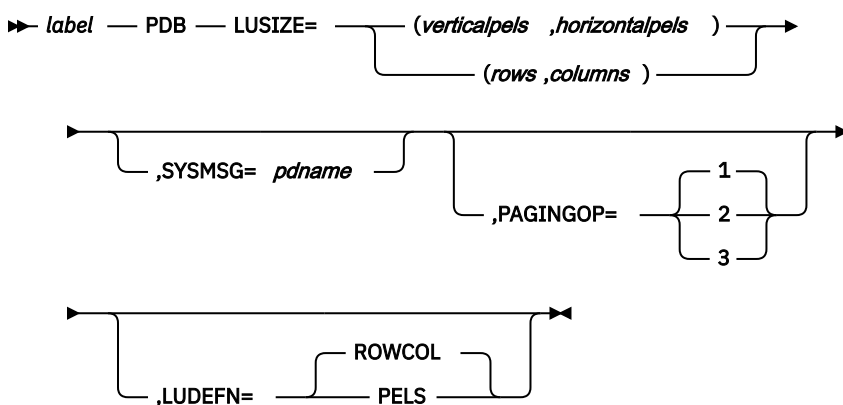 label PDB LUSIZE= (verticalpels ,horizontalpels )
(rows ,columns )
,SYSMSG= pdname
,PAGINGOP= 1
2
3
,LUDEFN= ROWCOL
PELS